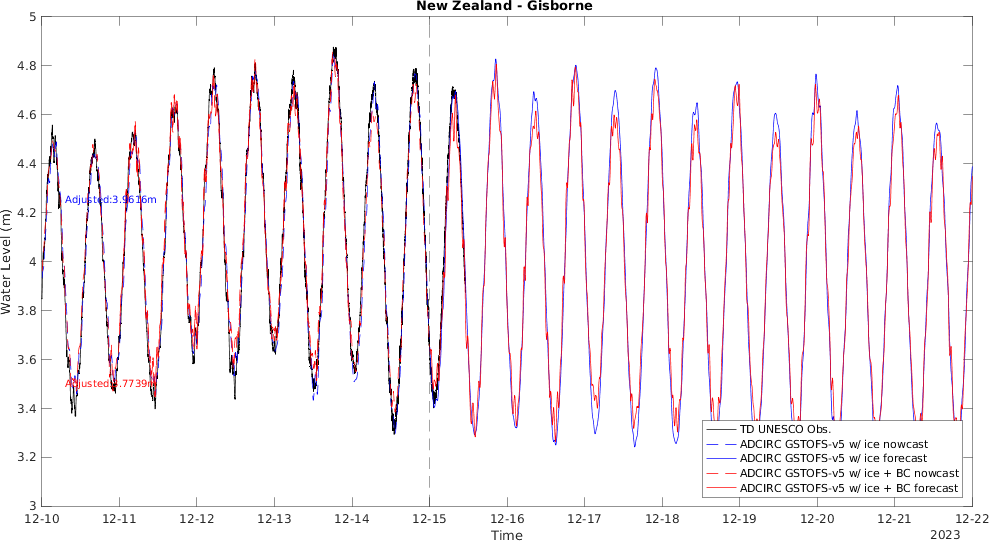 New Zealand - Gisborne
Water Level (m)
5
4.8
4.6
4.4
4.2
4
3.8
3.6
3.4
3.2
3
Adjusted:3.9616m
Adjusted:3.7739m
TD UNESCO Obs.
ADCIRC GSTOFS-v5 w/ ice nowcast
ADCIRC GSTOFS-v5 w/ ice forecast
ADCIRC GSTOFS-v5 w/ ice + BC nowcast
ADCIRC GSTOFS-v5 w/ ice + BC forecast
12-10 12-11 12-12 12-13 12-14 12-15 12-16 12-17 12-18 12-19 12-20 12-21 12-22
Time
2023